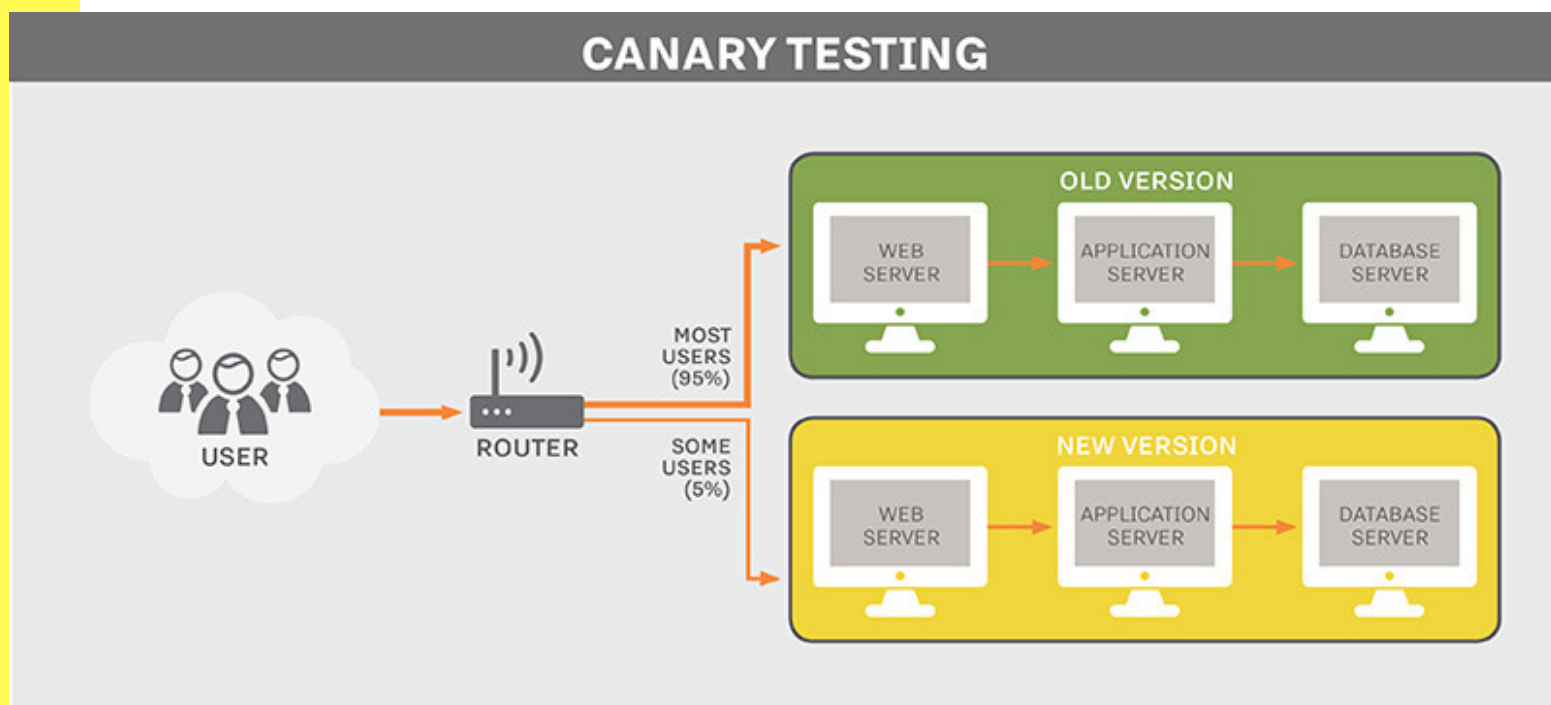 CANARY TESTING
OLD VERSION
WEB
SERVER
APPLICATION
SERVER
DATABASE
SERVER
MOST
USERS
(95%)
USER
ROUTER
SOME
USERS
(5%)
NEW VERSION
WEB
SERVER
APPLICATION
SERVER
DATABASE
SERVER